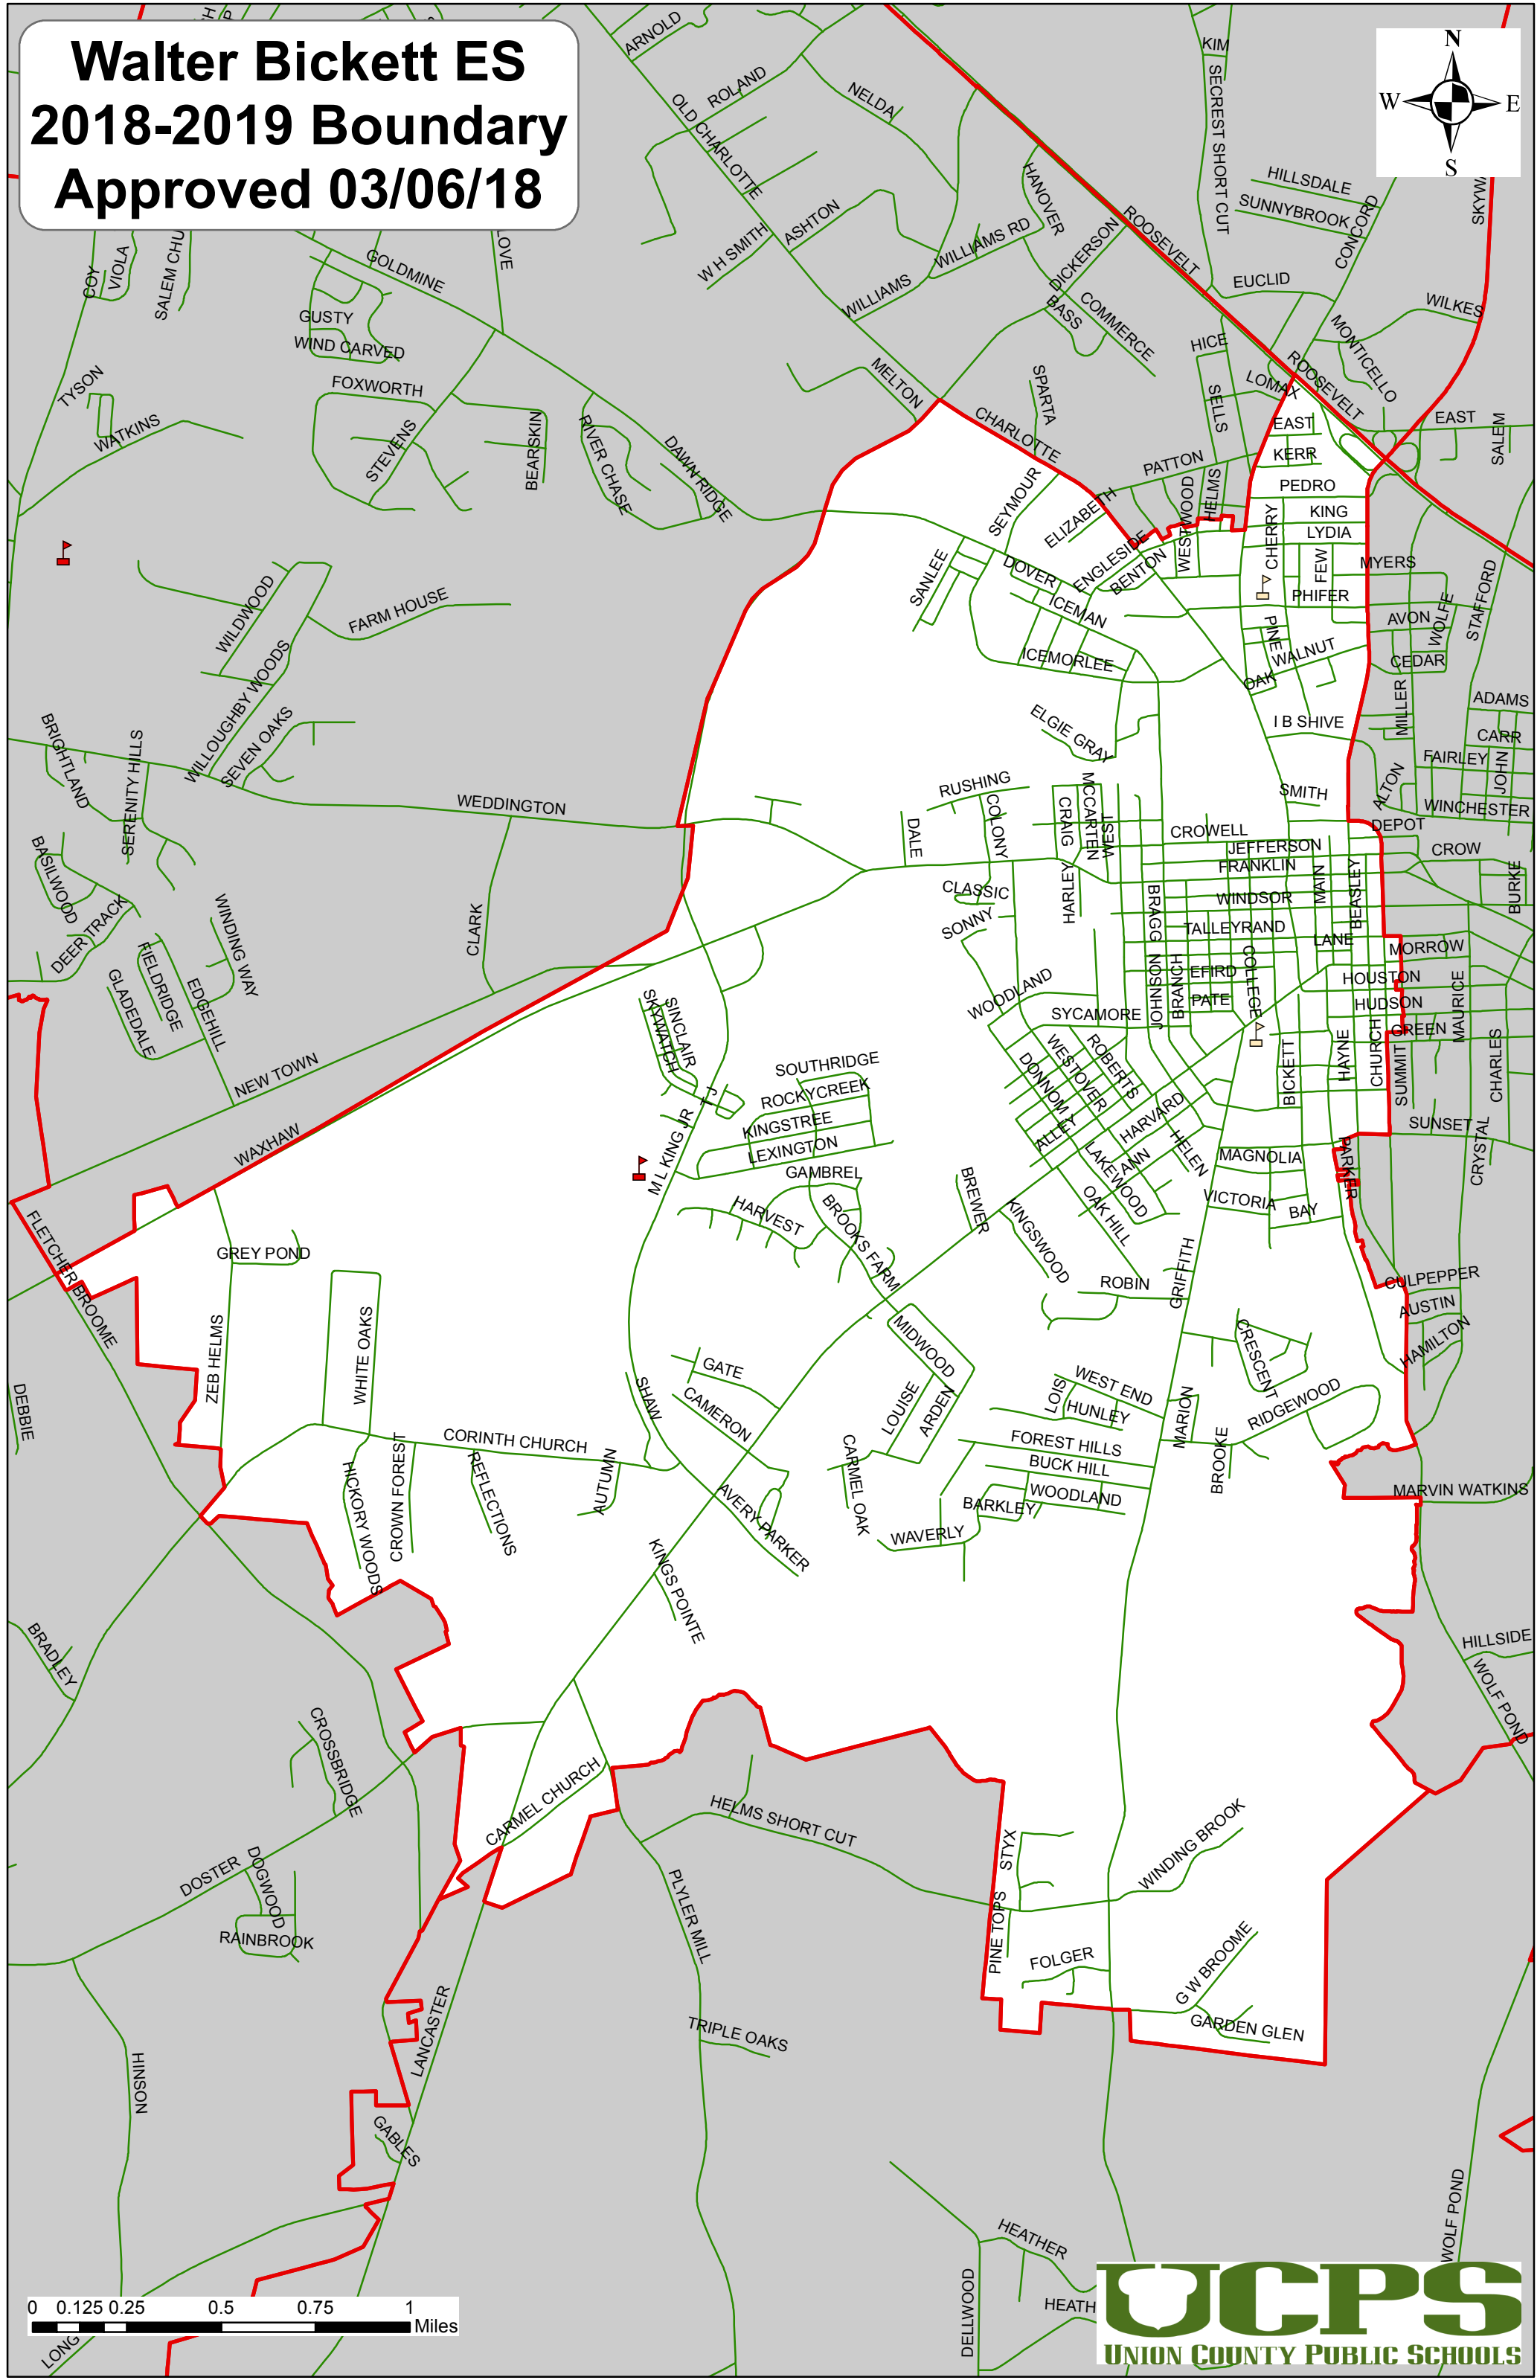 Walter Bickett ES
2018-2019 Boundary
Approved 03/06/18
N
W
E
S
ARNOLD
ROLAND
NELDA
OLD CHARLOTTE
KIM
SECREST SHORT CUT
HILLSDALE
SUNNYBROOK
CONCORD
HANOVER
ROOSEVELT
W H SMITH
ASHTON
WILLIAMS RD
DICKERSON
WILLIAMS
BASS
COMMERCE
EUCLID
WILKES
COY
VIOLA
GOLDMINE
GUSTY
WIND CARVED
HICE
MONTICELLO
ROOSEVELT
TYSON
WATKINS
FOXWORTH
STEVENS
BEARSKIN
RIVER CHASE
DAWN RIDGE
MELTON
CHARLOTTE
SPARTA
SELLS
LOMAX
EAST
EAST
SALEM
KERR
PATTON
PEDRO
KING
LYDIA
SEYMOUR
ELIZABETH
WESTWOOD
HELMS
CHERRY
FEW
MYERS
STAFFORD
ENGLESIDE
BENTON
DOVER
SANLEE
ICEMAN
PHIFER
AVON
WOLFE
ICEMORLEE
PINE
WALNUT
OAK
CEDAR
MILLER
ADAMS
CARR
I B SHIVE
ELGIE GRAY
FAIRLEY
JOHN
WILDWOOD
FARM HOUSE
WILLOUGHBY WOODS
SEVEN OAKS
BRIGHTLAND
SERENITY HILLS
WEDDINGTON
RUSHING
COLONY
CRAIG
MCCARTEN
WEST
DALE
SMITH
ALTON
WINCHESTER
DEPOT
CROWELL
JEFFERSON
FRANKLIN
CROW
BURKE
BASILWOOD
DEER TRACK
CLARK
WINDING WAY
CLASSIC
HARLEY
SONNY
BRAGG
WINDSOR
MAIN
BEASLEY
TALLEYRAND
LANE
MORROW
FIELDRIDGE
GLADEDALE
EDGEHILL
WOODLAND
EFIRD
COLLEGE
HOUSTON
PATE
HUDSON
MAURICE
SYCAMORE
JOHNSON
BRANCH
GREEN
NEW TOWN
WAXHAW
SKYWATCH
SINCLAIR
T J
M L KING JR
SOUTHRIDGE
ROCKYCREEK
KINGSTREE
LEXINGTON
GAMBREL
WESTOVER
ROBERTS
DONNOM Y
ALLEY
HARVARD
BICKETT
HAYNE
CHURCH
SUMMIT
CHARLES
SUNSET
CRYSTAL
LAKEWOOD
ANN
HELEN
MAGNOLIA
PARKER
OAK HILL
VICTORIA
BAY
HARVEST
BROOKS FARM
BREWER
KINGSWOOD
FLETCHER BROOME
GREY POND
WHITE OAKS
ZEB HELMS
ROBIN
GRIFFITH
CULPEPPER
AUSTIN
HAMILTON
MIDWOOD
CRESCENT
DEBBIE
GATE
CAMERON
SHAW
LOUISE
ARDEN
LOIS
WEST END
HUNLEY
MARION
RIDGEWOOD
CORINTH CHURCH
HICKORY WOODS
CROWN FOREST
REFLECTIONS
AUTUMN
FOREST HILLS
BUCK HILL
WOODLAND
BARKLEY
BROOKE
CARMEL OAK
WAVERLY
AVERY PARKER
MARVIN WATKINS
KINGS POINTE
BRADLEY
HILLSIDE
WOLF POND
CROSSBRIDGE
CARMEL CHURCH
HELMS SHORT CUT
STYX
WINDING BROOK
DOSTER
DOGWOOD
RAINBROOK
PLYLER MILL
PINE TOPS
FOLGER
G W BROOME
GARDEN GLEN
LANCASTER
TRIPLE OAKS
HINSON
GABLES
WOLF POND
HEATHER
DELLWOOD
HEATH
LONG
0 0.125 0.25 0.5 0.75 1
Miles
UCPS
UNION COUNTY PUBLIC SCHOOLS